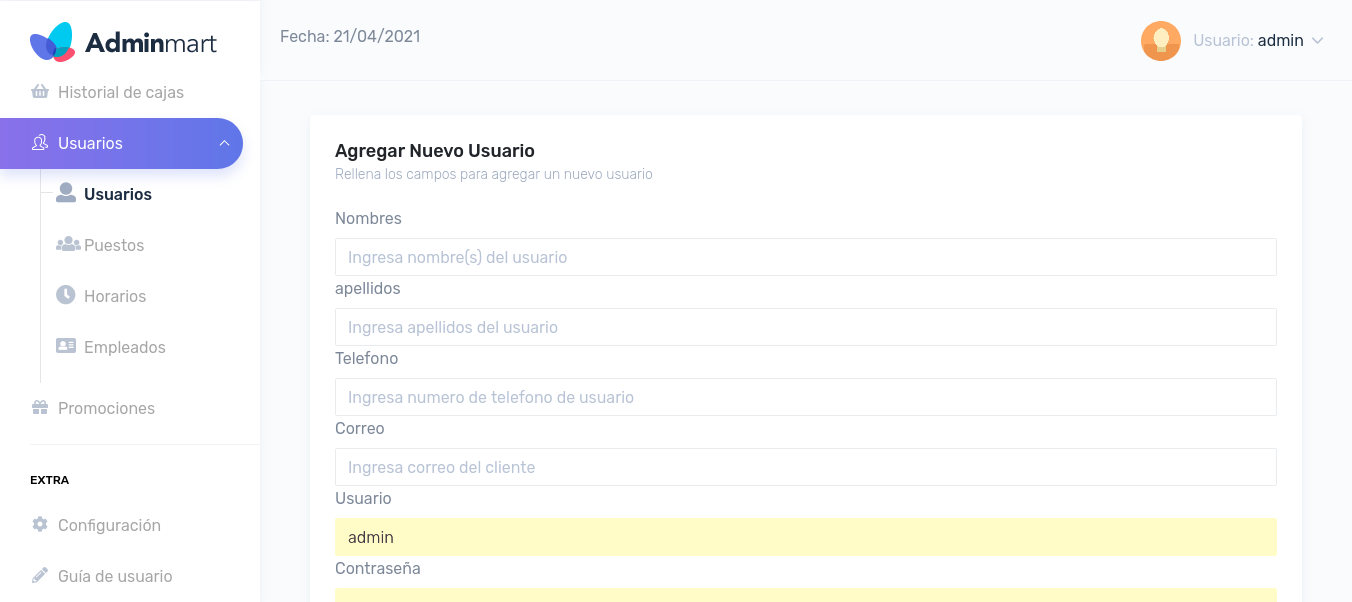 Adminmart
Historial de cajas
Usuarios
Usuarios
Puestos
Horarios
Empleados
Promociones
EXTRA
Configuración
Guía de usuario
Fecha: 21/04/2021
Usuario: admin
Agregar Nuevo Usuario
Rellena los campos para agregar un nuevo usuario
Nombres
Ingresa nombre(s) del usuario
apellidos
Ingresa apellidos del usuario
Telefono
Ingresa numero de telefono de usuario
Correo
Ingresa correo del cliente
Usuario
admin
Contraseña